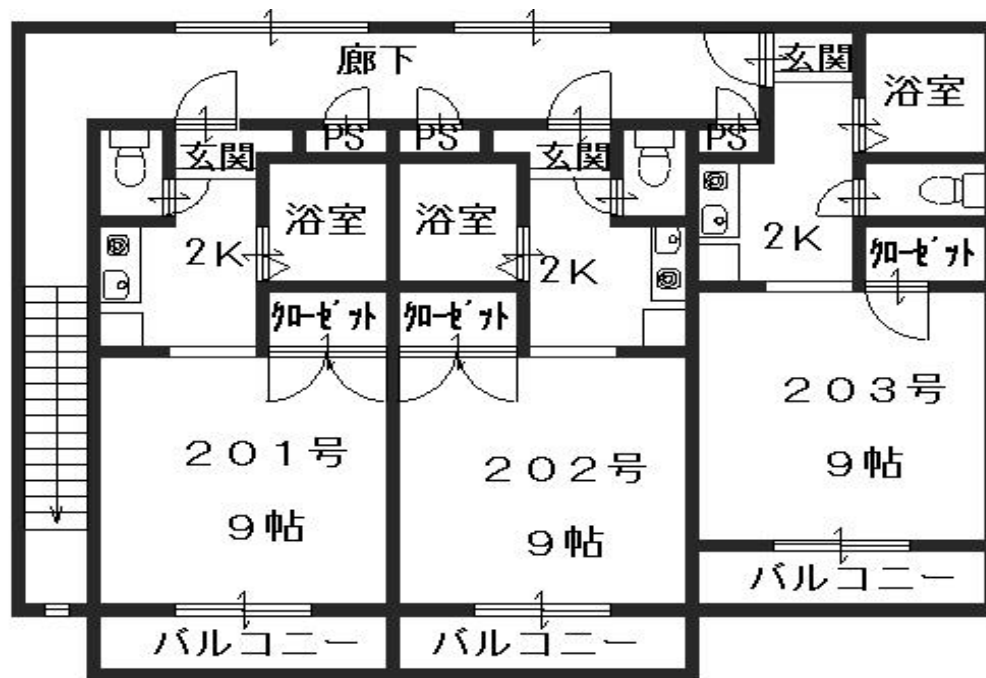 廊下
玄関
浴室
PS
PS
PS
玄関
玄関
浴室
浴室
2K
2K
2K
クローゼット
クローゼット
クローゼット
201号
9帖
202号
9帖
203号
9帖
バルコニー
バルコニー
バルコニー